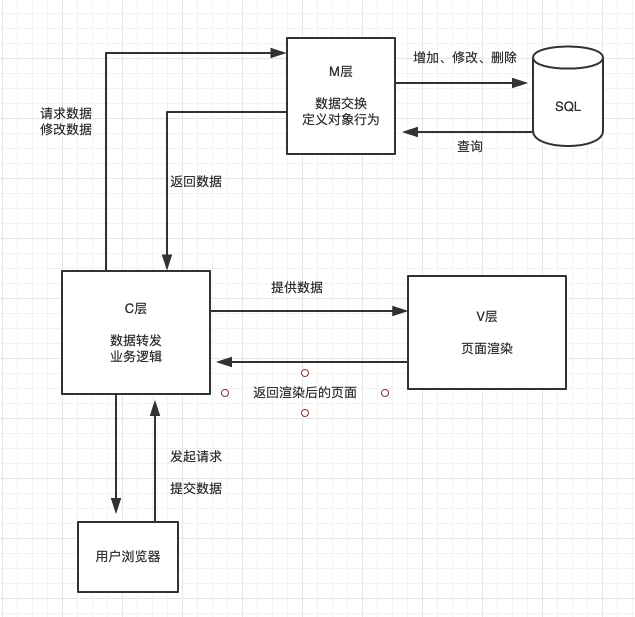 M层
数据交换
定义对象行为
增加、修改、删除
SQL
查询
请求数据
修改数据
返回数据
C层
数据转发
业务逻辑
提供数据
V层
页面渲染
返回渲染后的页面
发起请求
提交数据
用户浏览器